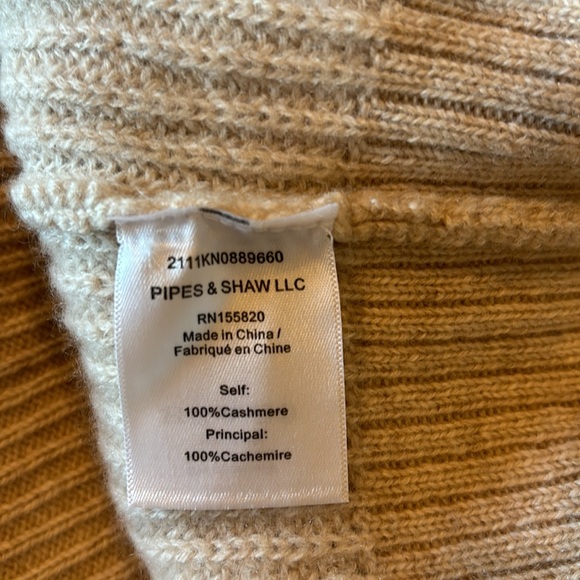 2111KN0889660
PIPES & SHAW LLC
RN155820
Made in China /
Fabriqué en Chine
Self:
100%Cashmere
Principal:
100%Cachemire